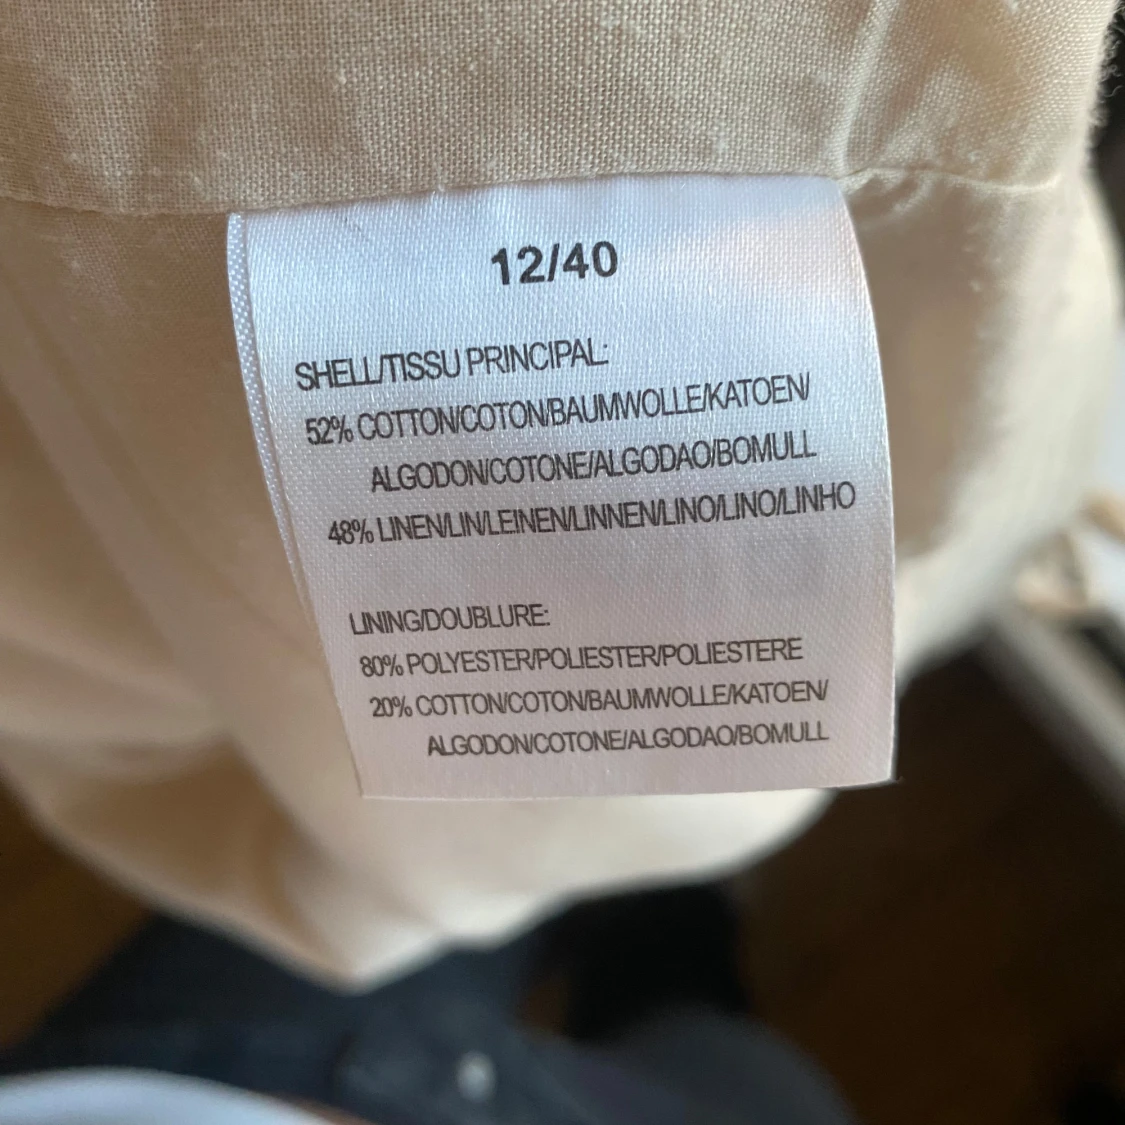 12/40
SHELL/TISSU PRINCIPAL:
52% COTTON/COTON/BAUMWOLLE/KATOEN/
ALGODON/COTONE/ALGODAO/BOMULL
48% LINEN/LIN/LEINEN/LINNEN/LINO/LINO/LINHO
LINING/DOUBLURE:
80% POLYESTER/POLIESTER/POLIESTERE
20% COTTON/COTON/BAUMWOLLE/KATOEN/
ALGODON/COTONE/ALGODAO/BOMULL